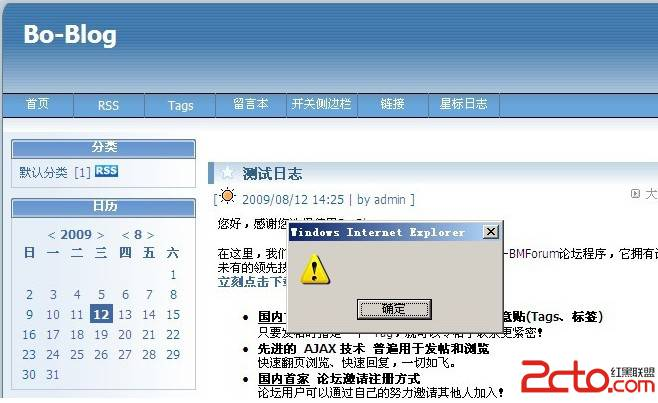 Bo-Blog
首页 RSS Tags 留言本 开关侧边栏 链接 星标日志
分类
默认分类 [1] RSS
日历
< 2009 > < 8 >
日 一 二 三 四 五 六
1
2 3 4 5 6 7 8
9 10 11 12 13 14 15
16 17 18 19 20 21 22
23 24 25 26 27 28 29
30 31
测试日志
[ 2009/08/12 14:25 | by admin ]
大
您好，感谢您
在这里，我们 -BMForum论坛程序，它拥有
未有的领先技
立刻点击下
Windows Internet Explorer
确定
国内 意贴(Tags、标签)
只要发帖时指定一个Tag，就可以令帖子联系更紧密！
先进的 AJAX 技术 普遍用于发帖和浏览
快速翻页浏览、快速回复，一切如飞。
国内首家 论坛邀请注册方式
论坛用户可以通过自己的努力邀请其他人加入！
2cto.com
红黑联盟